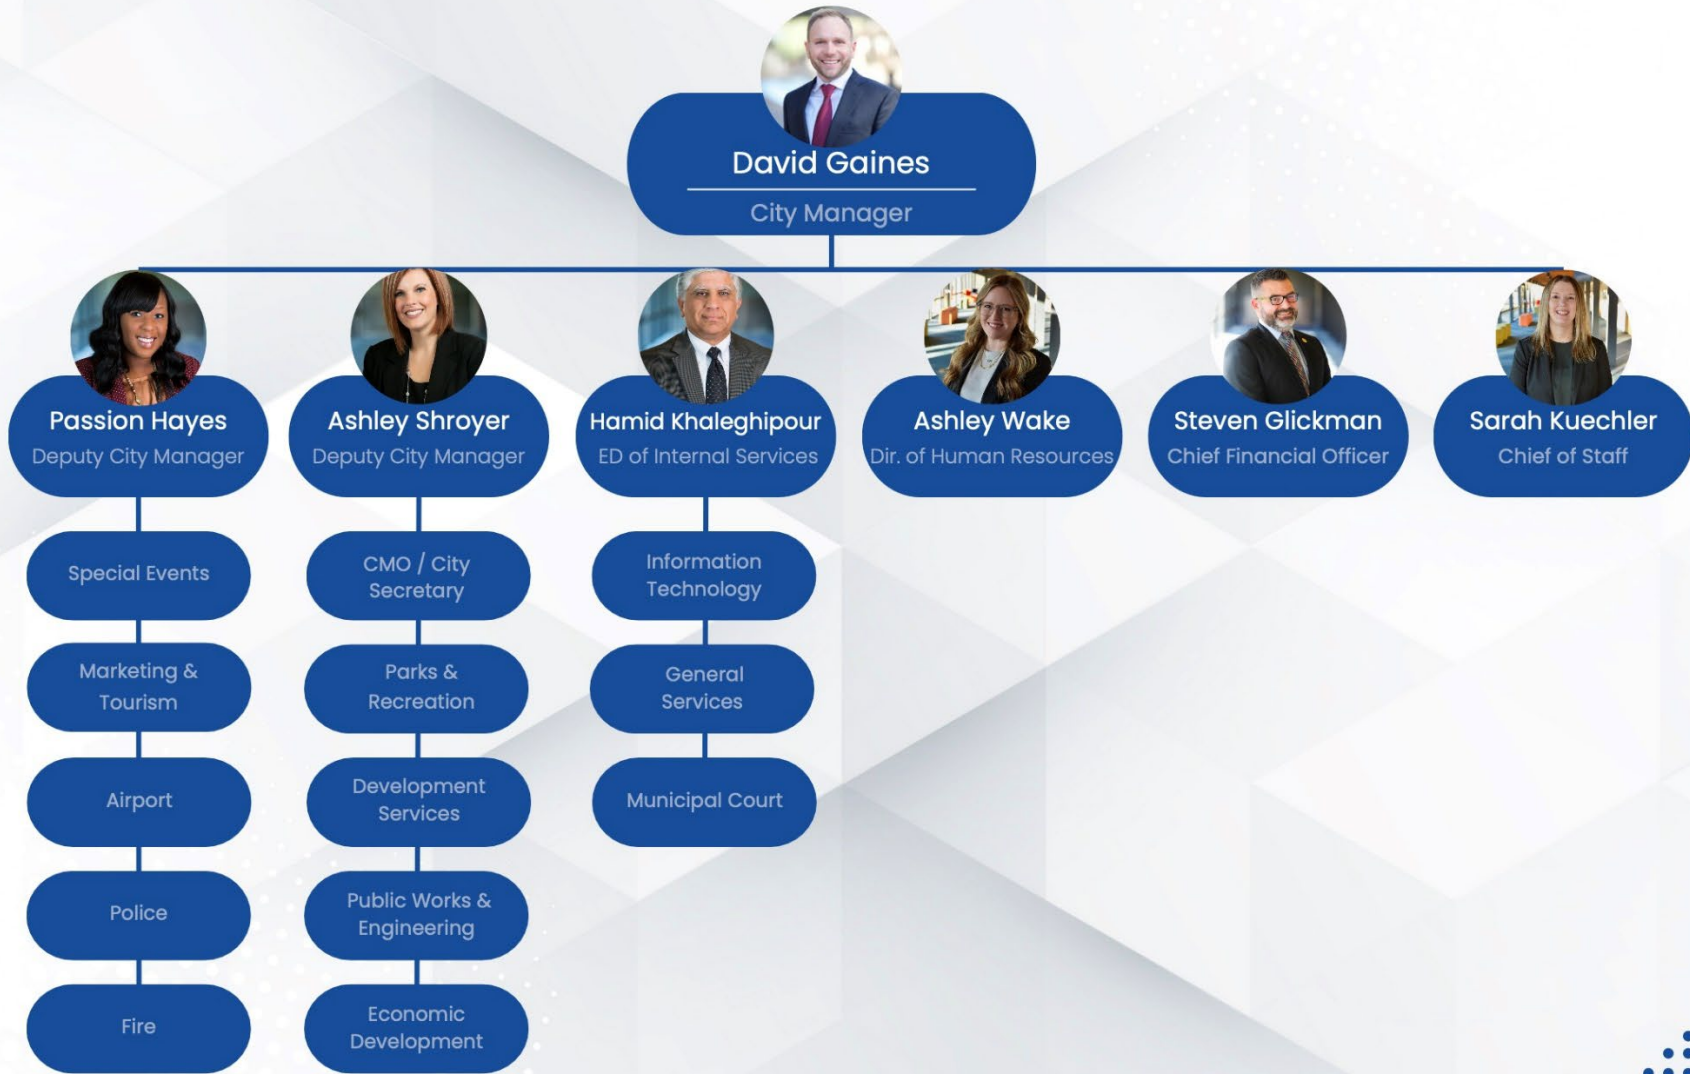 David Gaines
City Manager
Passion Hayes
Deputy City Manager
Special Events
Marketing &
Tourism
Airport
Police
Fire
Ashley Shroyer
Deputy City Manager
CMO / City
Secretary
Parks &
Recreation
Development
Services
Public Works &
Engineering
Economic
Development
Hamid Khaleghipour
ED of Internal Services
Information
Technology
General
Services
Municipal Court
Ashley Wake
Dir. of Human Resources
Steven Glickman
Chief Financial Officer
Sarah Kuechler
Chief of Staff